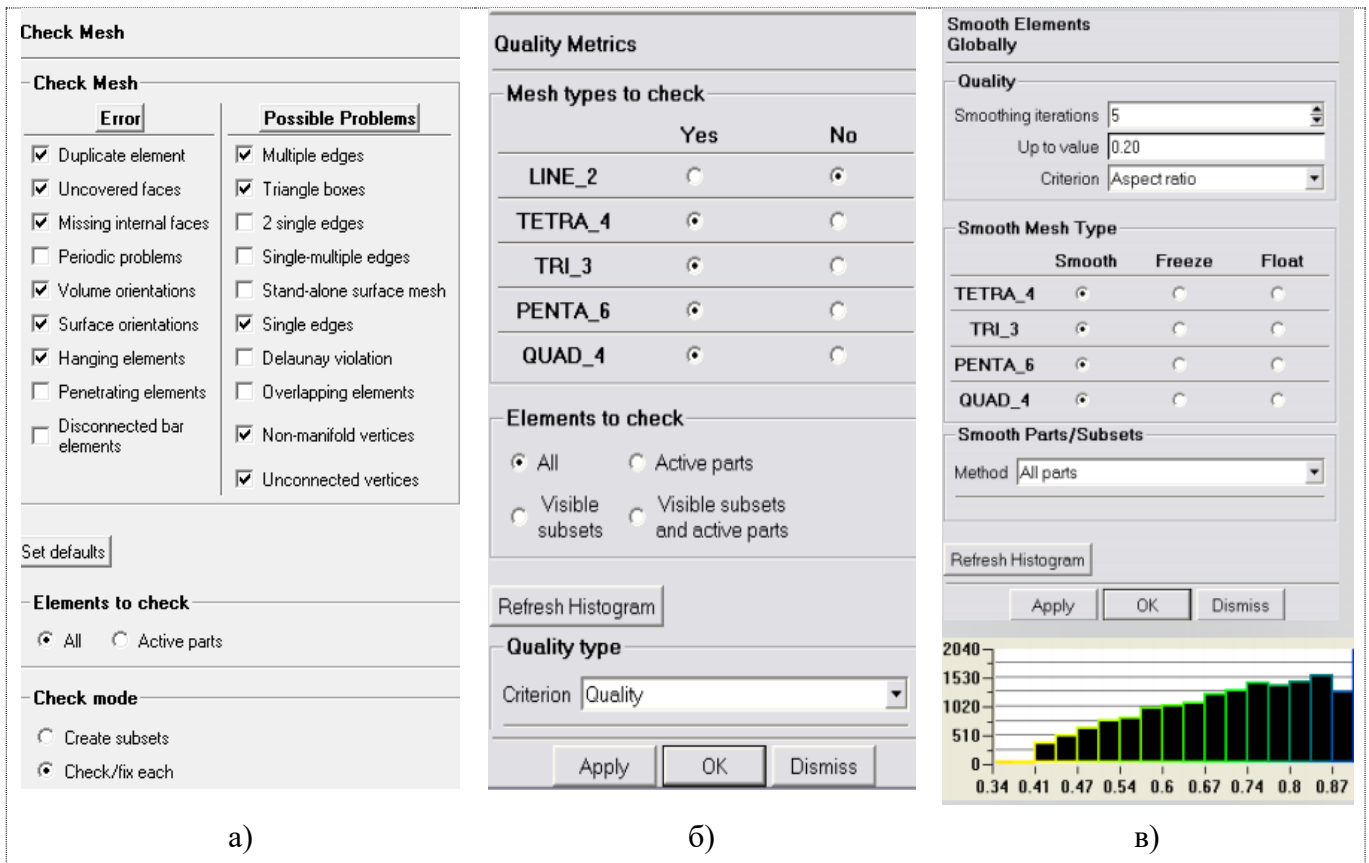 Check Mesh
Check Mesh
Error
Duplicate element
Uncovered faces
Missing internal faces
Periodic problems
Volume orientations
Surface orientations
Hanging elements
Penetrating elements
Disconnected bar
elements
Possible Problems
Multiple edges
Triangle boxes
2 single edges
Single-multiple edges
Stand-alone surface mesh
Single edges
Delaunay violation
Overlapping elements
Non-manifold vertices
Unconnected vertices
Set defaults
Elements to check
All Active parts
Check mode
Create subsets
Check/fix each
а)
Quality Metrics
Mesh types to check
Yes No
LINE_2
TETRA_4
TRI_3
PENTA_6
QUAD_4
Elements to check
All Active parts
Visible
subsets
Visible subsets
and active parts
Refresh Histogram
Quality type
Criterion Quality
Apply OK Dismiss
б)
Smooth Elements
Globally
Quality
Smoothing iterations 5
Up to value 0.20
Criterion Aspect ratio
Smooth Mesh Type
Smooth Freeze Float
TETRA_4
TRI_3
PENTA_6
QUAD_4
Smooth Parts/Subsets
Method All parts
Refresh Histogram
Apply OK Dismiss
2040
1530
1020
510
0
0.34 0.41 0.47 0.54 0.6 0.67 0.74 0.8 0.87
в)